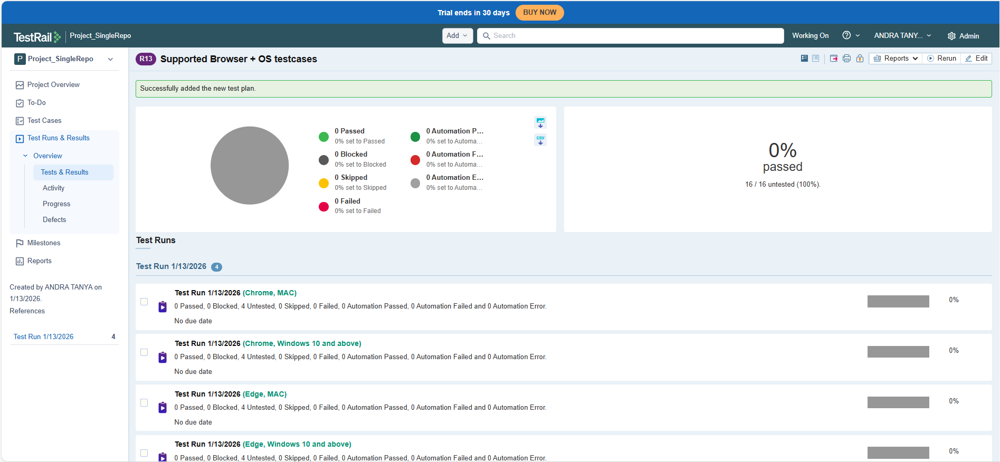 Trial ends in 30 days BUY NOW
TestRail Project_SingleRepo Add Search Working On ANDRA TANY... Admin
P Project_SingleRepo
Project Overview
To-Do
Test Cases
Test Runs & Results
Overview
Tests & Results
Activity
Progress
Defects
Milestones
Reports
Created by ANDRA TANYA on
1/13/2026.
References
Test Run 1/13/2026 4
R13 Supported Browser + OS testcases
Reports Rerun Edit
Successfully added the new test plan.
0 Passed
0% set to Passed
0 Blocked
0% set to Blocked
0 Skipped
0% set to Skipped
0 Failed
0% set to Failed
0 Automation P...
0% set to Automa...
0 Automation F...
0% set to Automa...
0 Automation E...
0% set to Automa...
CSV
0%
passed
16 / 16 untested (100%).
Test Runs
Test Run 1/13/2026 4
Test Run 1/13/2026 (Chrome, MAC)
0 Passed, 0 Blocked, 4 Untested, 0 Skipped, 0 Failed, 0 Automation Passed, 0 Automation Failed and 0 Automation Error.
No due date
0%
Test Run 1/13/2026 (Chrome, Windows 10 and above)
0 Passed, 0 Blocked, 4 Untested, 0 Skipped, 0 Failed, 0 Automation Passed, 0 Automation Failed and 0 Automation Error.
No due date
0%
Test Run 1/13/2026 (Edge, MAC)
0 Passed, 0 Blocked, 4 Untested, 0 Skipped, 0 Failed, 0 Automation Passed, 0 Automation Failed and 0 Automation Error.
No due date
0%
Test Run 1/13/2026 (Edge, Windows 10 and above)
0 Passed, 0 Blocked, 4 Untested, 0 Skipped, 0 Failed, 0 Automation Passed, 0 Automation Failed and 0 Automation Error.
0%